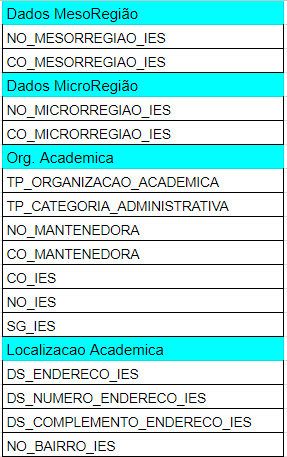 Dados MesoRegião
NO_MESORREGIAO_IES
CO_MESORREGIAO_IES
Dados MicroRegião
NO_MICRORREGIAO_IES
CO_MICRORREGIAO_IES
Org. Academica
TP_ORGANIZACAO_ACADEMICA
TP_CATEGORIA_ADMINISTRATIVA
NO_MANTENEDORA
CO_MANTENEDORA
CO_IES
NO_IES
SG_IES
Localizacao Academica
DS_ENDERECO_IES
DS_NUMERO_ENDERECO_IES
DS_COMPLEMENTO_ENDERECO_IES
NO_BAIRRO_IES